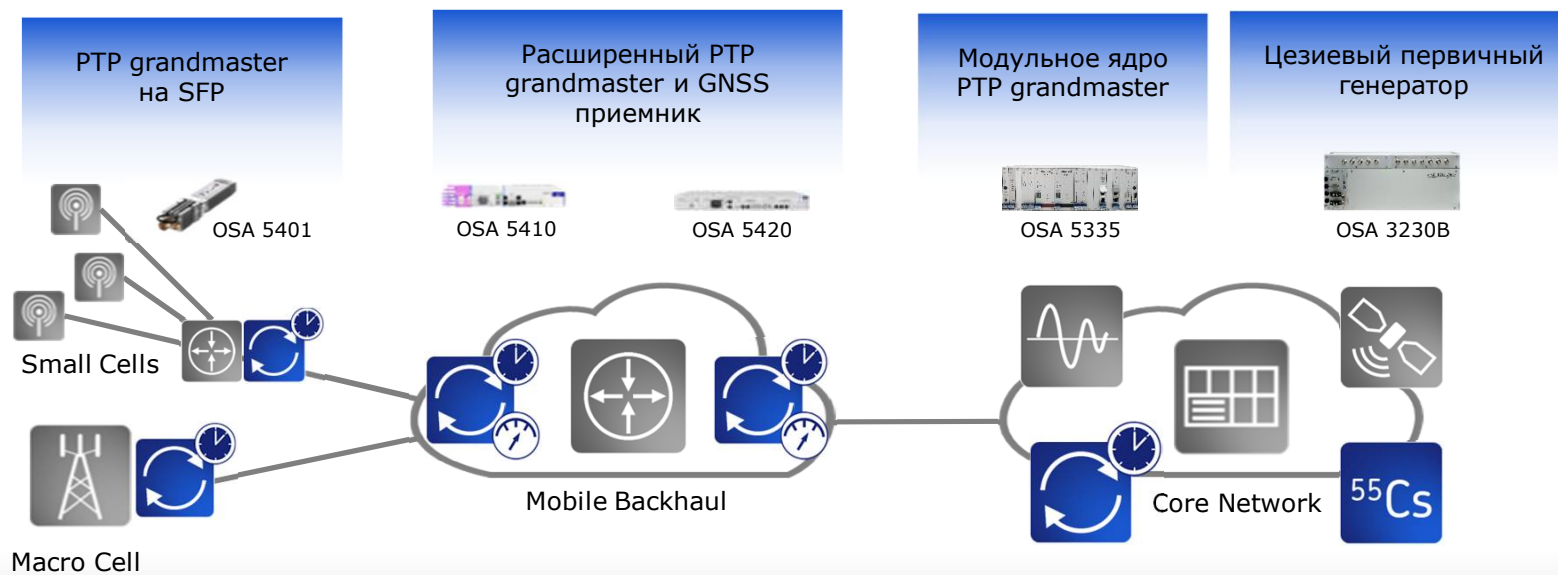 PTP grandmaster
на SFP
Расширенный PTP
grandmaster и GNSS
приемник
Модульное ядро
PTP grandmaster
Цезиевый первичный
генератор
OSA 5401
OSA 5410
OSA 5420
OSA 5335
OSA 3230B
Small Cells
Macro Cell
Mobile Backhaul
Core Network
55Cs